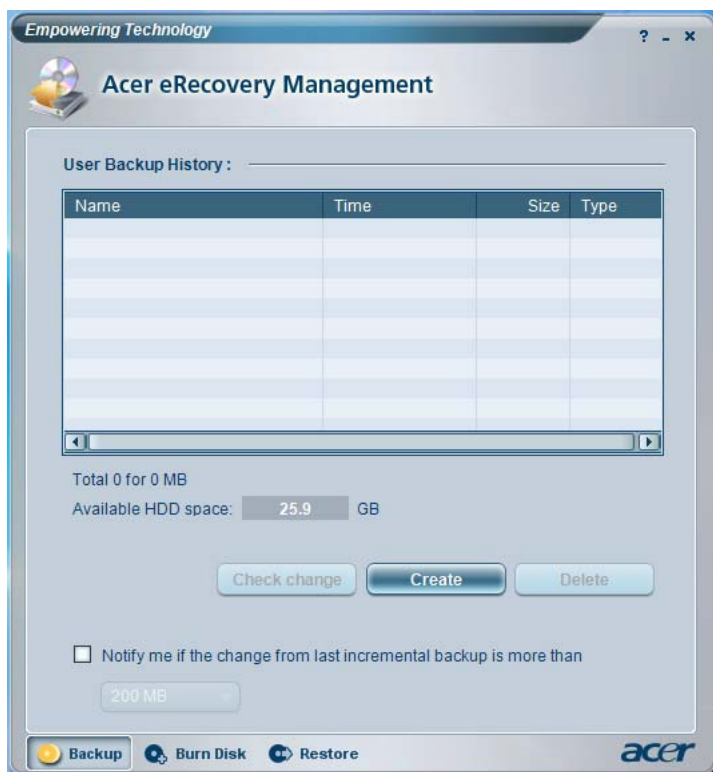 Empowering Technology
? - x
Acer eRecovery Management
User Backup History :
Name Time Size Type
Total 0 for 0 MB
Available HDD space: 25.9 GB
Check change Create Delete
Notify me if the change from last incremental backup is more than
200 MB
Backup Burn Disk Restore acer